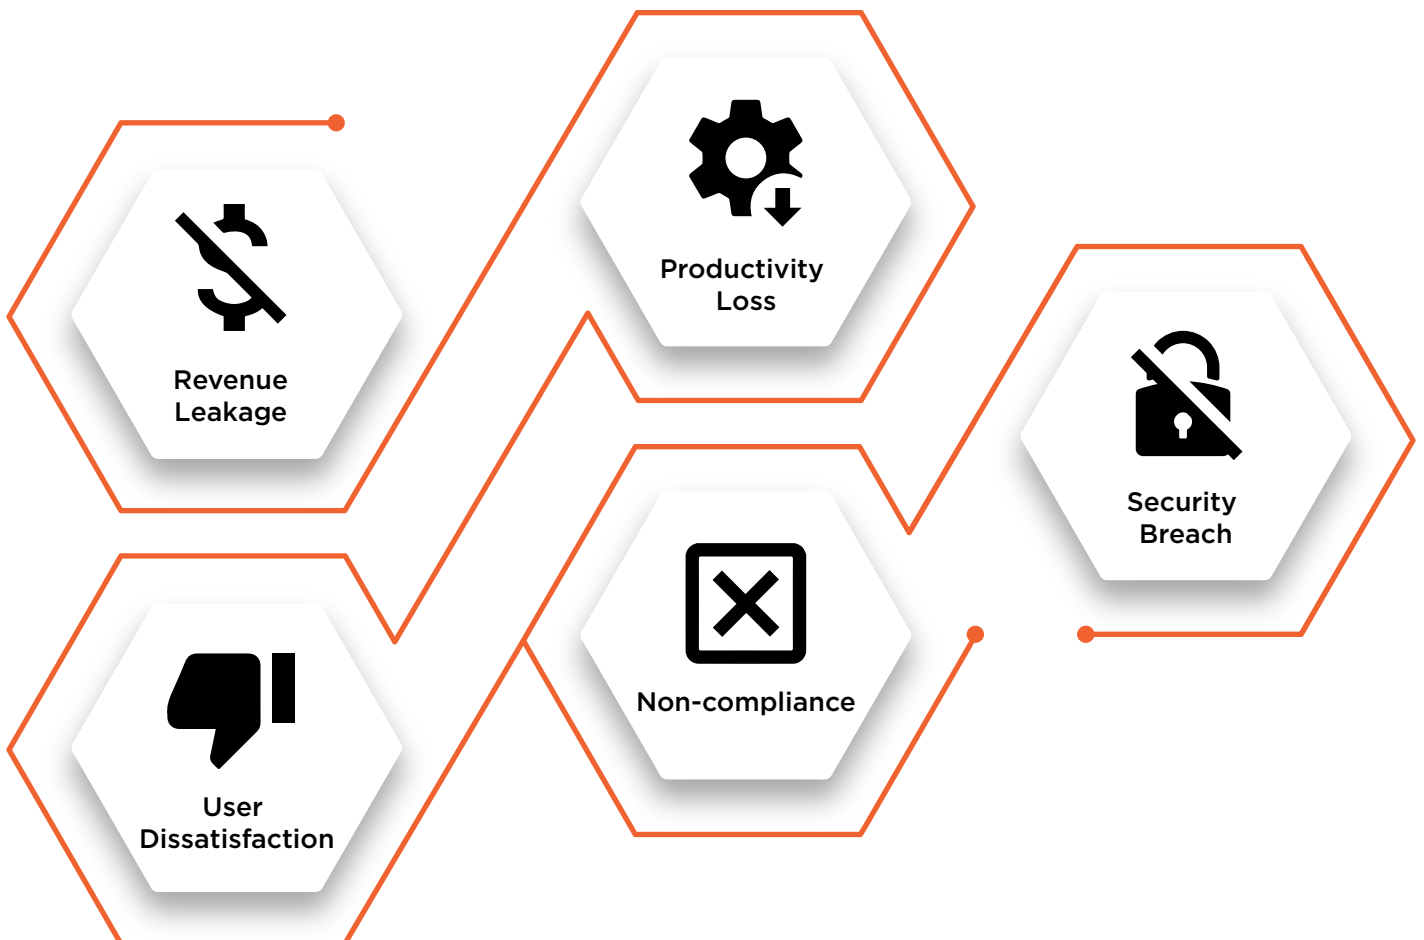 Revenue
Leakage
Productivity
Loss
Security
Breach
User
Dissatisfaction
Non-compliance